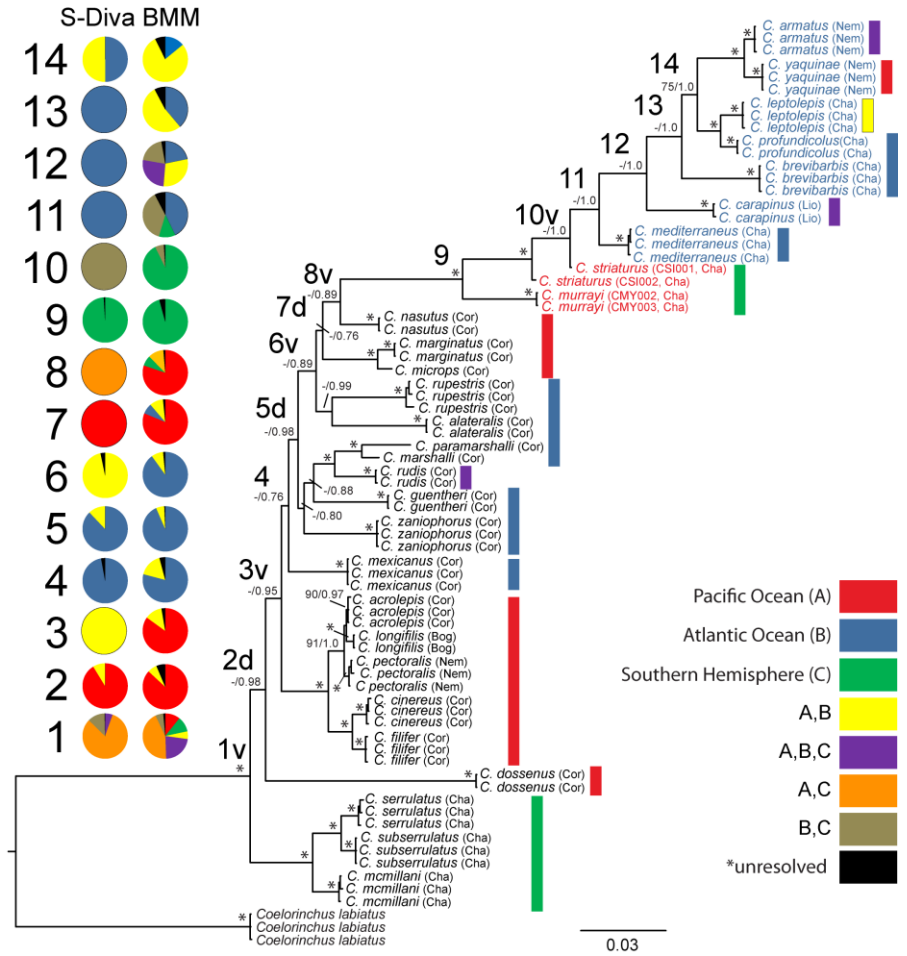 S-Diva BMM
14
13
12
11
10
9
8
7
6
5
4
3
2
1
1v
2d
3v
4
5d
6v
7d
8v
9
10v
11
12
13
14
*
-/0.98
-/0.95
-/0.76
-/0.98
-/0.89
-/0.76
-/0.89
-/0.99
-/0.88
-/0.80
90/0.97
91/1.0
-/1.0
-/1.0
-/1.0
-/1.0
75/1.0
C. armatus (Nem)
C. armatus (Nem)
C. armatus (Nem)
C. yaquinae (Nem)
C. yaquinae (Nem)
C. yaquinae (Nem)
C. leptolepis (Cha)
C. leptolepis (Cha)
C. leptolepis (Cha)
C. profundicolus(Cha)
C. profundicolus (Cha)
C. brevibarbis (Cha)
C. brevibarbis (Cha)
C. brevibarbis (Cha)
C. carapinus (Lio)
C. carapinus (Lio)
C. mediterraneus (Cha)
C. mediterraneus (Cha)
C. mediterraneus (Cha)
C. striaturus (CSI001, Cha)
C. striaturus (CSI002, Cha)
C. murrayi (CMY002, Cha)
C. murrayi (CMY003, Cha)
C. nasutus (Cor)
C. nasutus (Cor)
C. marginatus (Cor)
C. marginatus (Cor)
C. microps (Cor)
C. rupestris (Cor)
C. rupestris (Cor)
C. rupestris (Cor)
C. alateralis (Cor)
C. alateralis (Cor)
C. paramarshalli (Cor)
C. marshalli (Cor)
C. rudis (Cor)
C. rudis (Cor)
C. guentheri (Cor)
C. guentheri (Cor)
C. zaniophorus (Cor)
C. zaniophorus (Cor)
C. zaniophorus (Cor)
C. mexicanus (Cor)
C. mexicanus (Cor)
C. mexicanus (Cor)
C. acrolepis (Cor)
C. acrolepis (Cor)
C. acrolepis (Cor)
C. longifilis (Bog)
C. longifilis (Bog)
C. pectoralis (Nem)
C. pectoralis (Nem)
C pectoralis (Nem)
C. cinereus (Cor)
C. cinereus (Cor)
C. cinereus (Cor)
C. filifer (Cor)
C. filifer (Cor)
C. filifer (Cor)
C. dossenus (Cor)
C. dossenus (Cor)
C. serrulatus (Cha)
C. serrulatus (Cha)
C. serrulatus (Cha)
C. subserrulatus (Cha)
C. subserrulatus (Cha)
C. subserrulatus (Cha)
C. mcmillani (Cha)
C. mcmillani (Cha)
C. mcmillani (Cha)
Coelorinchus labiatus
Coelorinchus labiatus
Coelorinchus labiatus
Pacific Ocean (A)
Atlantic Ocean (B)
Southern Hemisphere (C)
A,B
A,B,C
A,C
B,C
*unresolved
0.03